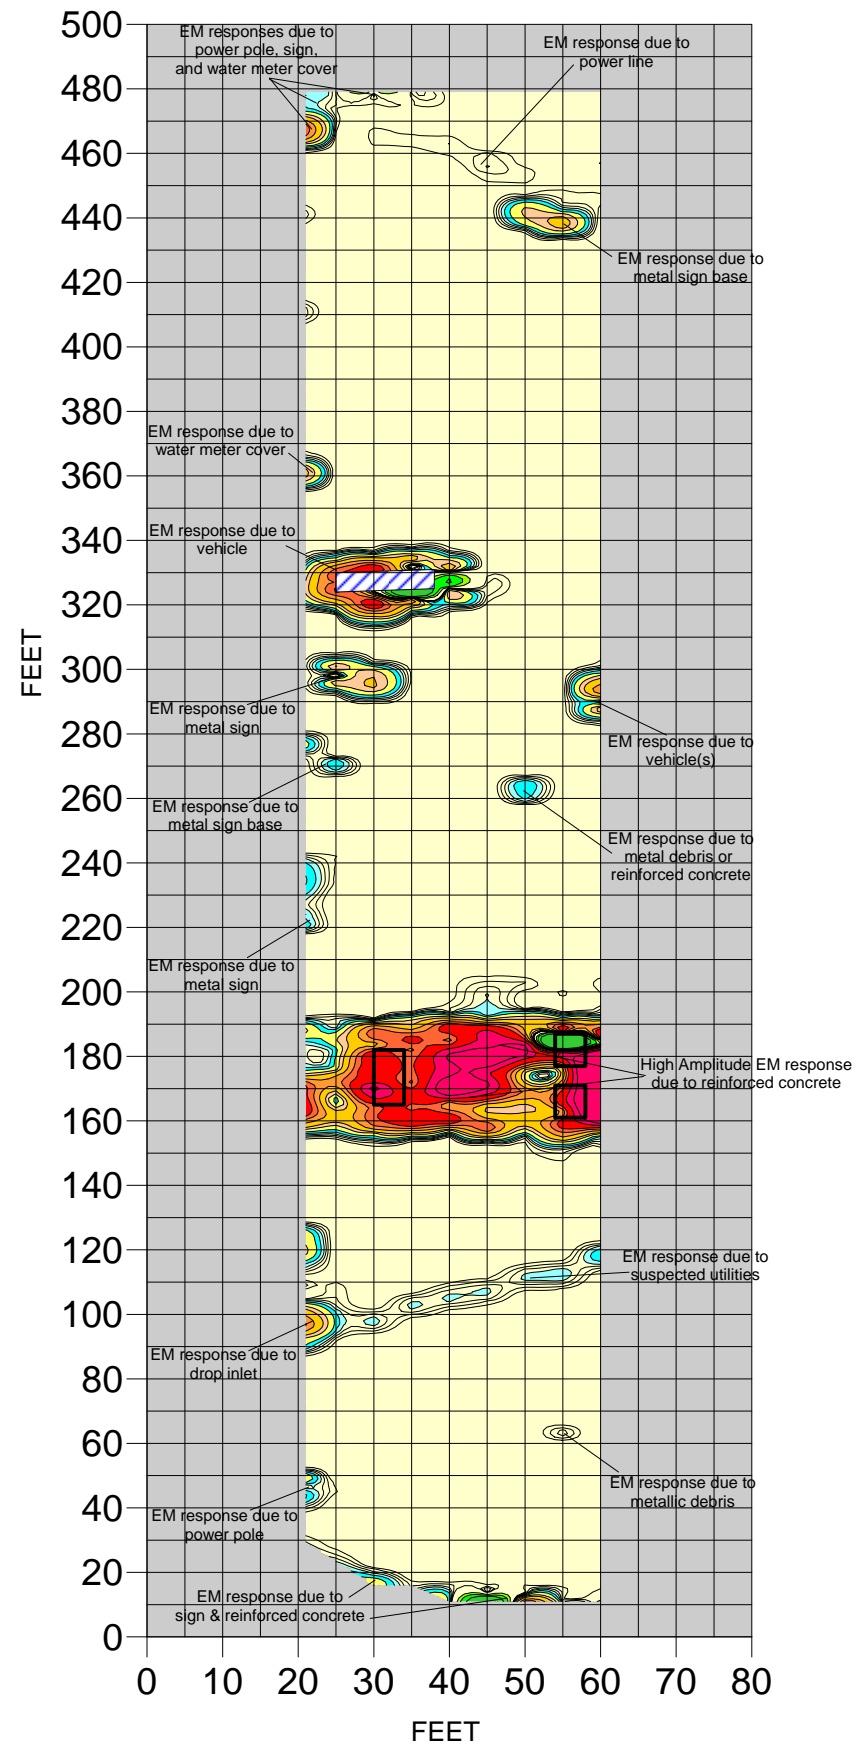 500
EM responses due to
power pole, sign,
and water meter cover
EM response due to
power line
480
460
440
EM response due to
metal sign base
420
400
380
EM response due to
water meter cover
360
EM response due to
vehicle
340
320
FEET
300
EM response due to
metal sign
280
EM response due to
vehicle(s)
EM response due to
metal sign base
260
EM response due to
metal debris or
reinforced concrete
240
220
EM response due to
metal sign
200
180
High Amplitude EM response
due to reinforced concrete
160
140
120
EM response due to
suspected utilities
100
EM response due to
drop inlet
80
60
EM response due to
metallic debris
40
EM response due to
power pole
20
EM response due to
sign & reinforced concrete
0
0 10 20 30 40 50 60 70 80
FEET